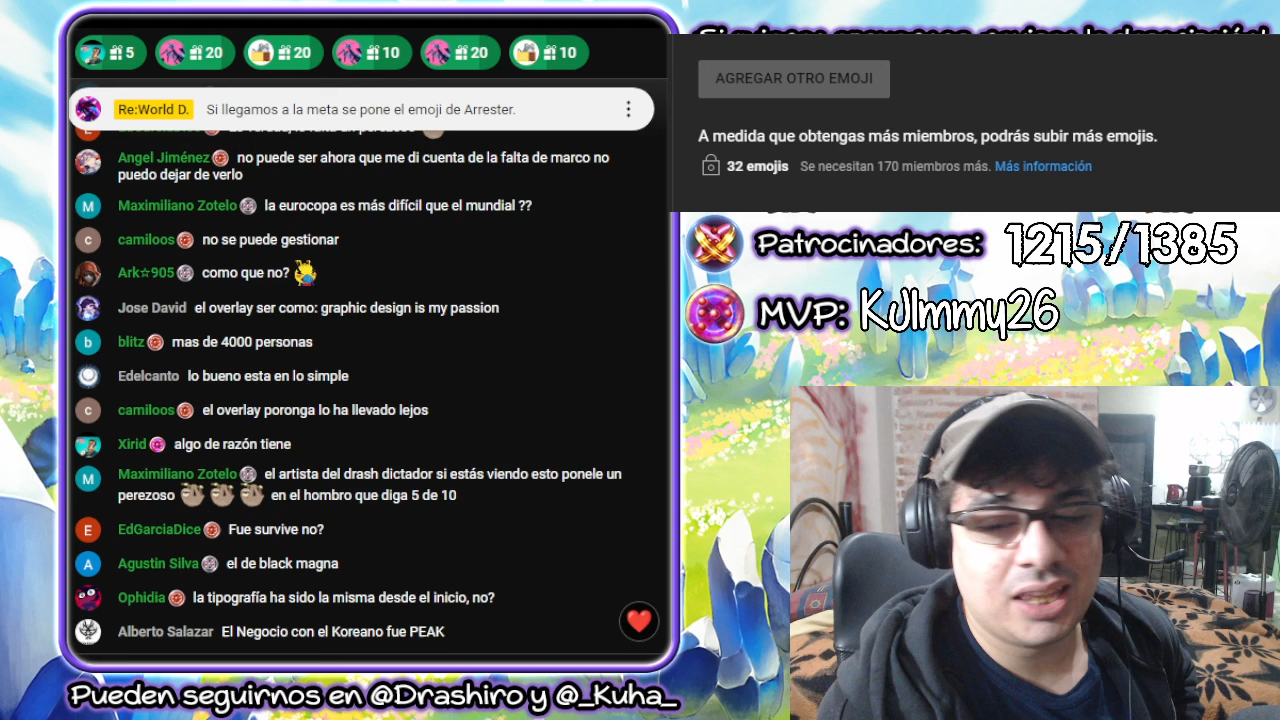 5 20 20 10 20 10
Re:World D. Si llegamos a la meta se pone el emoji de Arrester.
Angel Jiménez no puede ser ahora que me di cuenta de la falta de marco no
puedo dejar de verlo
M Maximiliano Zotelo la eurocopa es más difícil que el mundial ??
c camiloos no se puede gestionar
Ark☆905 como que no?
Jose David el overlay ser como: graphic design is my passion
b blitz mas de 4000 personas
Edelcanto lo bueno esta en lo simple
c camiloos el overlay poronga lo ha llevado lejos
Xirid algo de razón tiene
M Maximiliano Zotelo el artista del drash dictador si estás viendo esto ponele un
perezoso en el hombro que diga 5 de 10
E EdGarciaDice Fue survive no?
A Agustin Silva el de black magna
Ophidia la tipografía ha sido la misma desde el inicio, no?
Alberto Salazar El Negocio con el Koreano fue PEAK
Pueden seguirnos en @Drashiro y @_Kuha_
AGREGAR OTRO EMOJI
A medida que obtengas más miembros, podrás subir más emojis.
32 emojis Se necesitan 170 miembros más. Más información
Patrocinadores: 1215/1385
MVP: KJImmy26